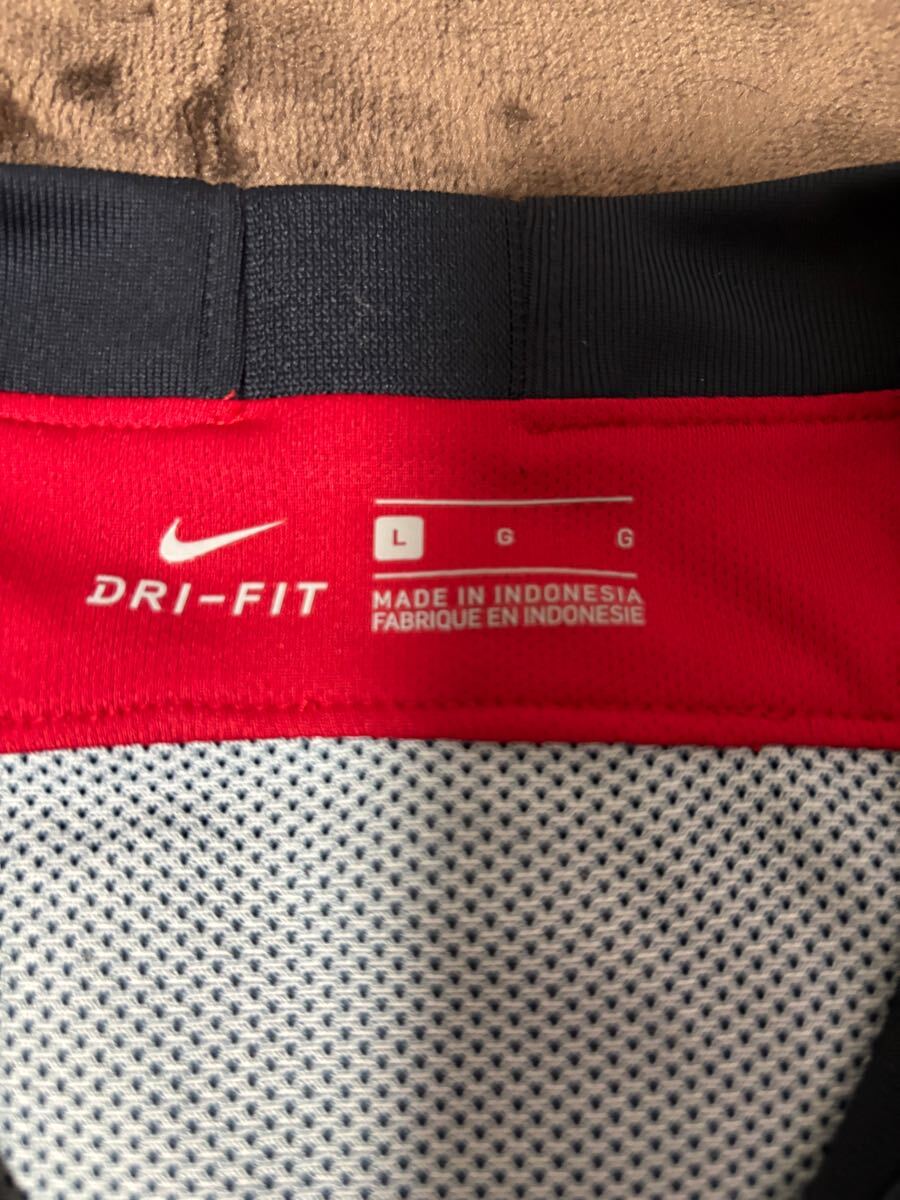 DRI-FIT
L G G
MADE IN INDONESIA
FABRIQUE EN INDONESIE